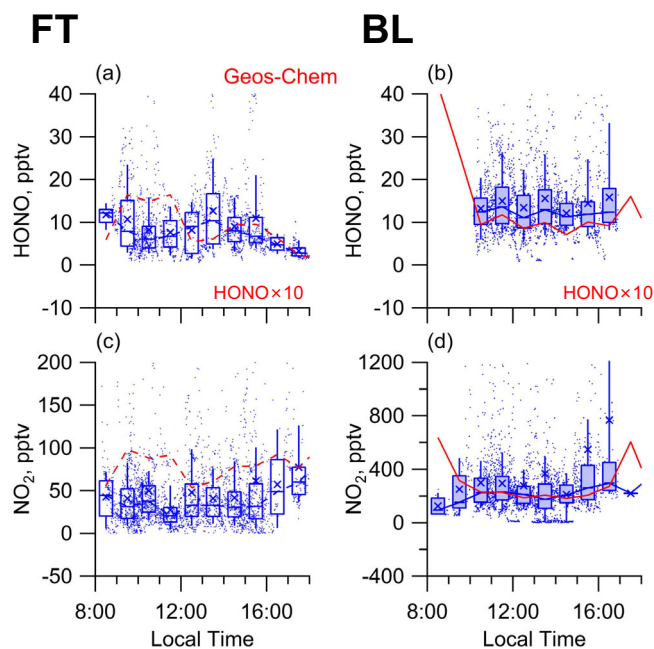 FT
BL
(a)
Geos-Chem
(b)
40
30
20
10
0
-10
HONO, pptv
HONO×10
40
30
20
10
0
-10
HONO, pptv
HONO×10
(c)
200
150
100
50
0
-50
NO₂, pptv
8:00 12:00 16:00
Local Time
(d)
1200
800
400
0
-400
NO₂, pptv
8:00 12:00 16:00
Local Time